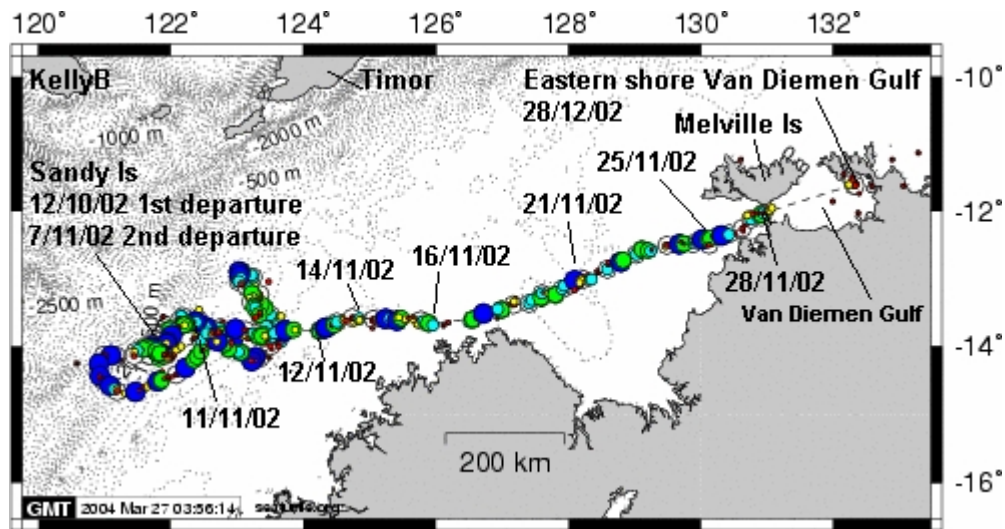 120° 122° 124° 126° 128° 130° 132°
KellyB
Timor
Eastern shore Van Diemen Gulf
28/12/02
-10°
-1000 m
-2000 m
Melville Is
-500 m
25/11/02
Sandy Is
12/10/02 1st departure
7/11/02 2nd departure
21/11/02
-12°
14/11/02
16/11/02
-2500 m
28/11/02
Van Diemen Gulf
12/11/02
-14°
11/11/02
200 km
-16°
GMT 2004 Mar 27 03:56:14